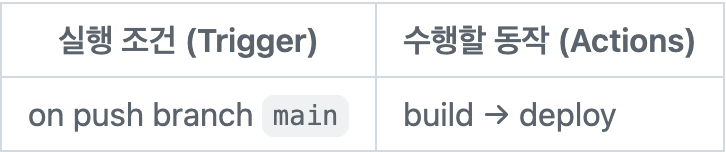 실행 조건 (Trigger) 수행할 동작 (Actions)
on push branch main build → deploy